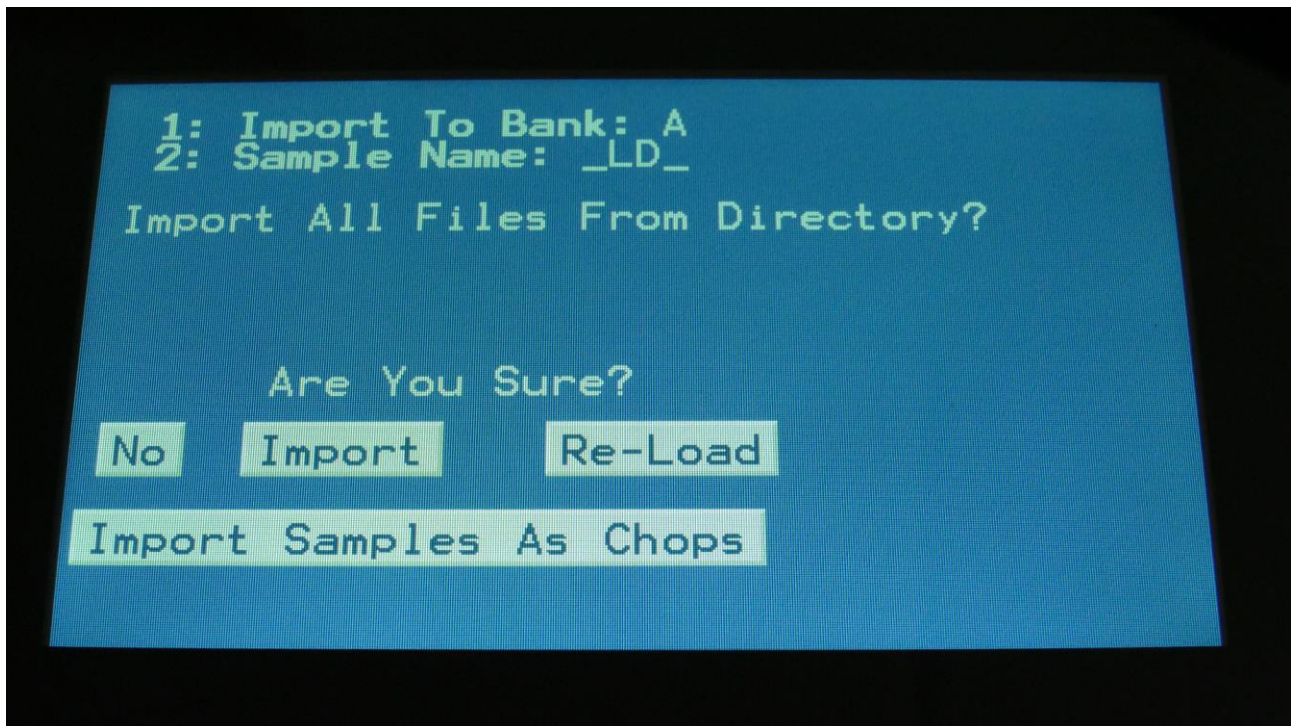 1: Import To Bank: A
2: Sample Name: _LD_
Import All Files From Directory?
Are You Sure?
No Import Re-Load
Import Samples As Chops